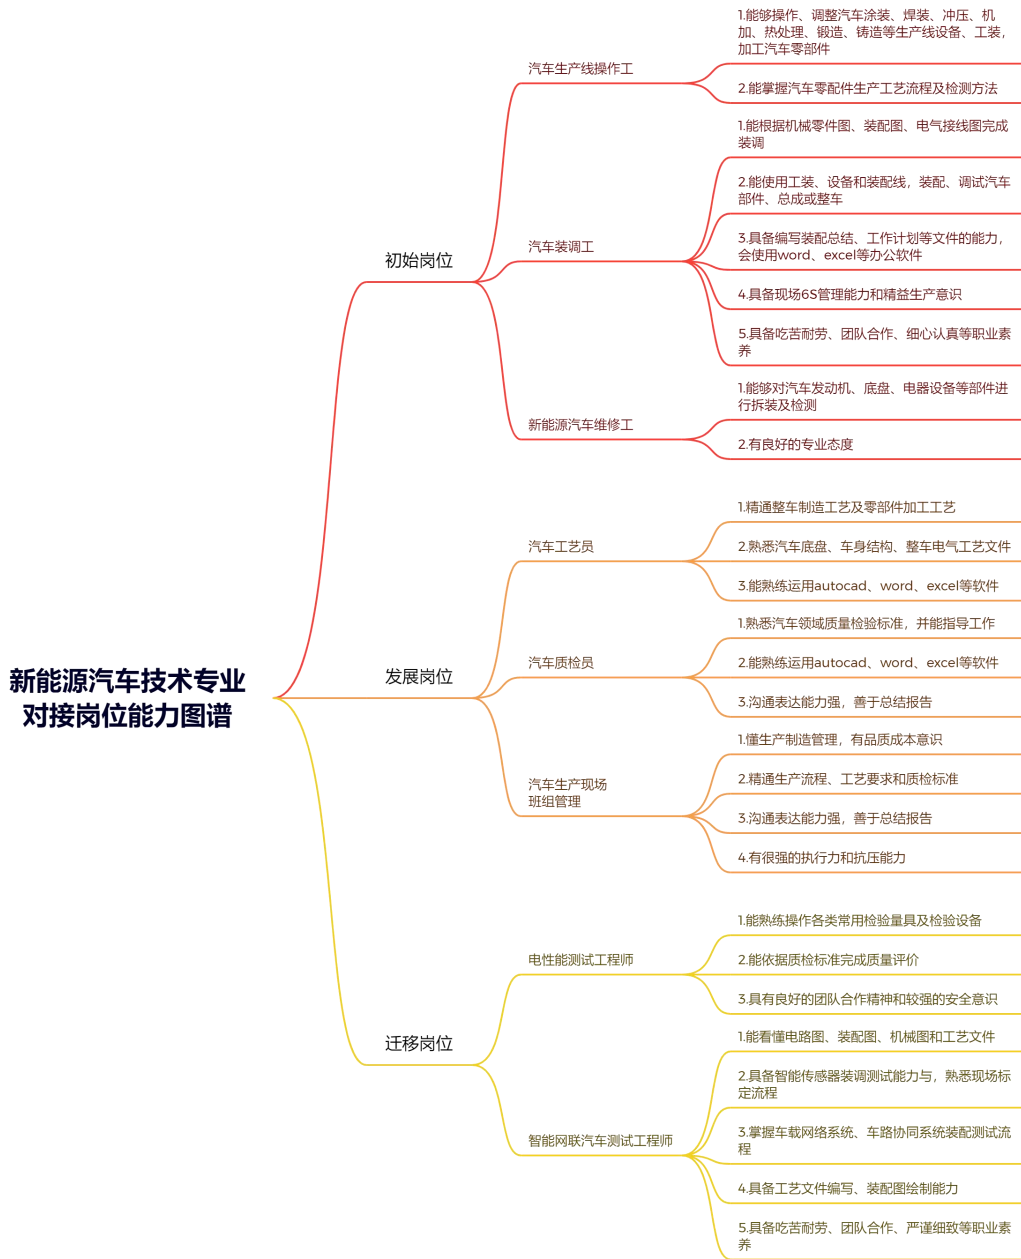 新能源汽车技术专业
对接岗位能力图谱
初始岗位
汽车生产线操作工
1.能够操作、调整汽车涂装、焊装、冲压、机
加、热处理、锻造、铸造等生产线设备、工装，
加工汽车零部件
2.能掌握汽车零配件生产工艺流程及检测方法
汽车装调工
1.能根据机械零件图、装配图、电气接线图完成
装调
2.能使用工装、设备和装配线，装配、调试汽车
部件、总成或整车
3.具备编写装配总结、工作计划等文件的能力，
会使用word、excel等办公软件
4.具备现场6S管理能力和精益生产意识
5.具备吃苦耐劳、团队合作、细心认真等职业素
养
新能源汽车维修工
1.能够对汽车发动机、底盘、电器设备等部件进
行拆装及检测
2.有良好的专业态度
发展岗位
汽车工艺员
1.精通整车制造工艺及零部件加工工艺
2.熟悉汽车底盘、车身结构、整车电气工艺文件
3.能熟练运用autocad、word、excel等软件
汽车质检员
1.熟悉汽车领域质量检验标准，并能指导工作
2.能熟练运用autocad、word、excel等软件
3.沟通表达能力强，善于总结报告
汽车生产现场
班组管理
1.懂生产制造管理，有品质成本意识
2.精通生产流程、工艺要求和质检标准
3.沟通表达能力强，善于总结报告
4.有很强的执行力和抗压能力
迁移岗位
电性能测试工程师
1.能熟练操作各类常用检验量具及检验设备
2.能依据质检标准完成质量评价
3.具有良好的团队合作精神和较强的安全意识
智能网联汽车测试工程师
1.能看懂电路图、装配图、机械图和工艺文件
2.具备智能传感器装调测试能力与，熟悉现场标
定流程
3.掌握车载网络系统、车路协同系统装配测试流
程
4.具备工艺文件编写、装配图绘制能力
5.具备吃苦耐劳、团队合作、严谨细致等职业素
养